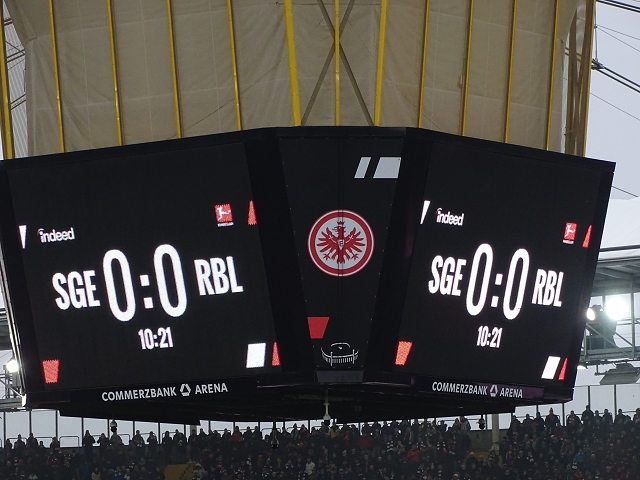 indeed
SGE 0:0 RBL
10:21
COMMERZBANK ARENA
indeed
SGE 0:0 RBL
10:21
COMMERZBANK ARENA